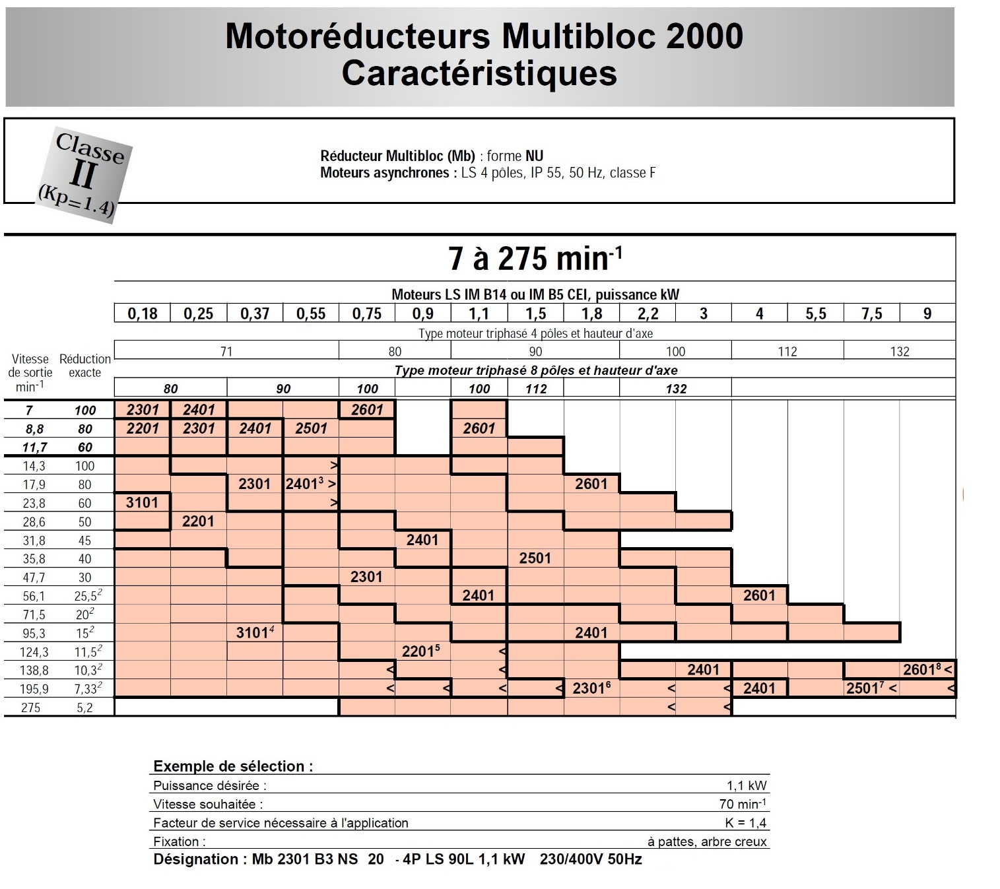 Motoréducteurs Multibloc 2000
Caractéristiques
Classe
II
(Kp=1.4)
Réducteur Multibloc (Mb) : forme NU
Moteurs asynchrones : LS 4 pôles, IP 55, 50 Hz, classe F
7 à 275 min-1
Moteurs LS IM B14 ou IM B5 CEI, puissance kW
0,18 0,25 0,37 0,55 0,75 0,9 1,1 1,5 1,8 2,2 3 4 5,5 7,5 9
Type moteur triphasé 4 pôles et hauteur d'axe
71 80 90 100 112 132
Vitesse de sortie min-1
Réduction exacte
Type moteur triphasé 8 pôles et hauteur d'axe
80 90 100 100 112 132
7 100 2301 2401 2601
8,8 80 2201 2301 2401 2501 2601
11,7 60
14,3 100 >
17,9 80 2301 2401³ > 2601
23,8 60 3101 >
28,6 50 2201
31,8 45 2401
35,8 40 2501
47,7 30 2301
56,1 25,5² 2401 2601
71,5 20²
95,3 15² 3101⁴ 2401
124,3 11,5² 2201⁵ <
138,8 10,3² < < 2401 2601⁸ <
195,9 7,33² < < < < 2301⁶ < < 2401 2501⁷ < <
275 5,2 < <
Exemple de sélection :
Puissance désirée : 1,1 kW
Vitesse souhaitée : 70 min-1
Facteur de service nécessaire à l'application K = 1,4
Fixation : à pattes, arbre creux
Désignation : Mb 2301 B3 NS 20 - 4P LS 90L 1,1 kW 230/400V 50Hz